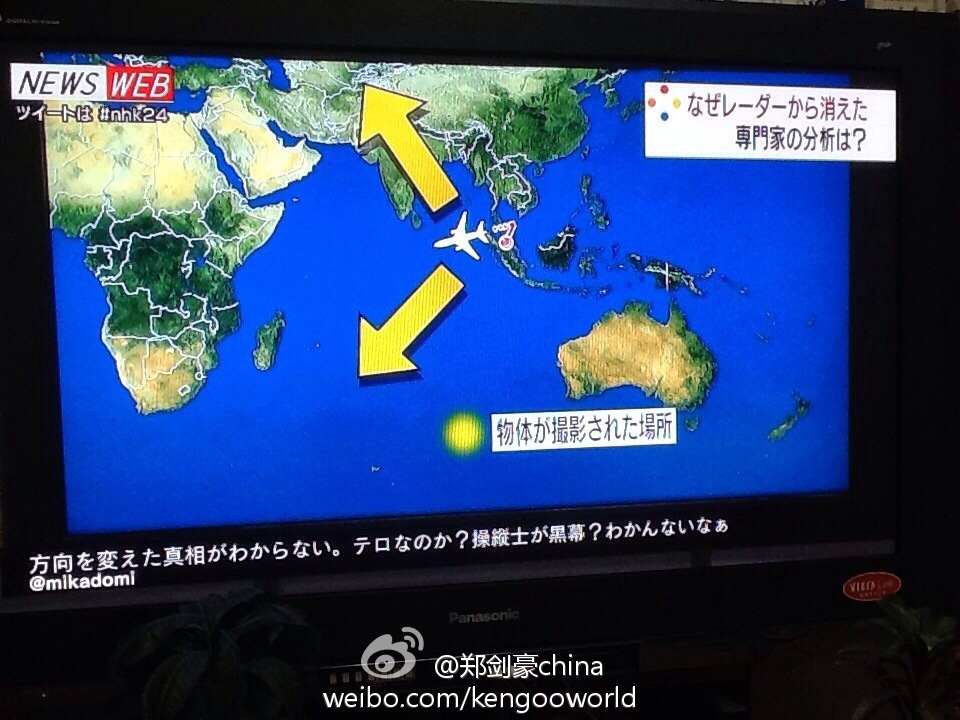 NEWS WEB
ツイートは #nhk24
なぜレーダーから消えた
専門家の分析は？
物体が撮影された場所
方向を変えた真相がわからない。テロなのか？操縦士が黒幕？わかんないなぁ
@mikadomi
Panasonic
VIERA
@郑剑豪china
weibo.com/kengooworld